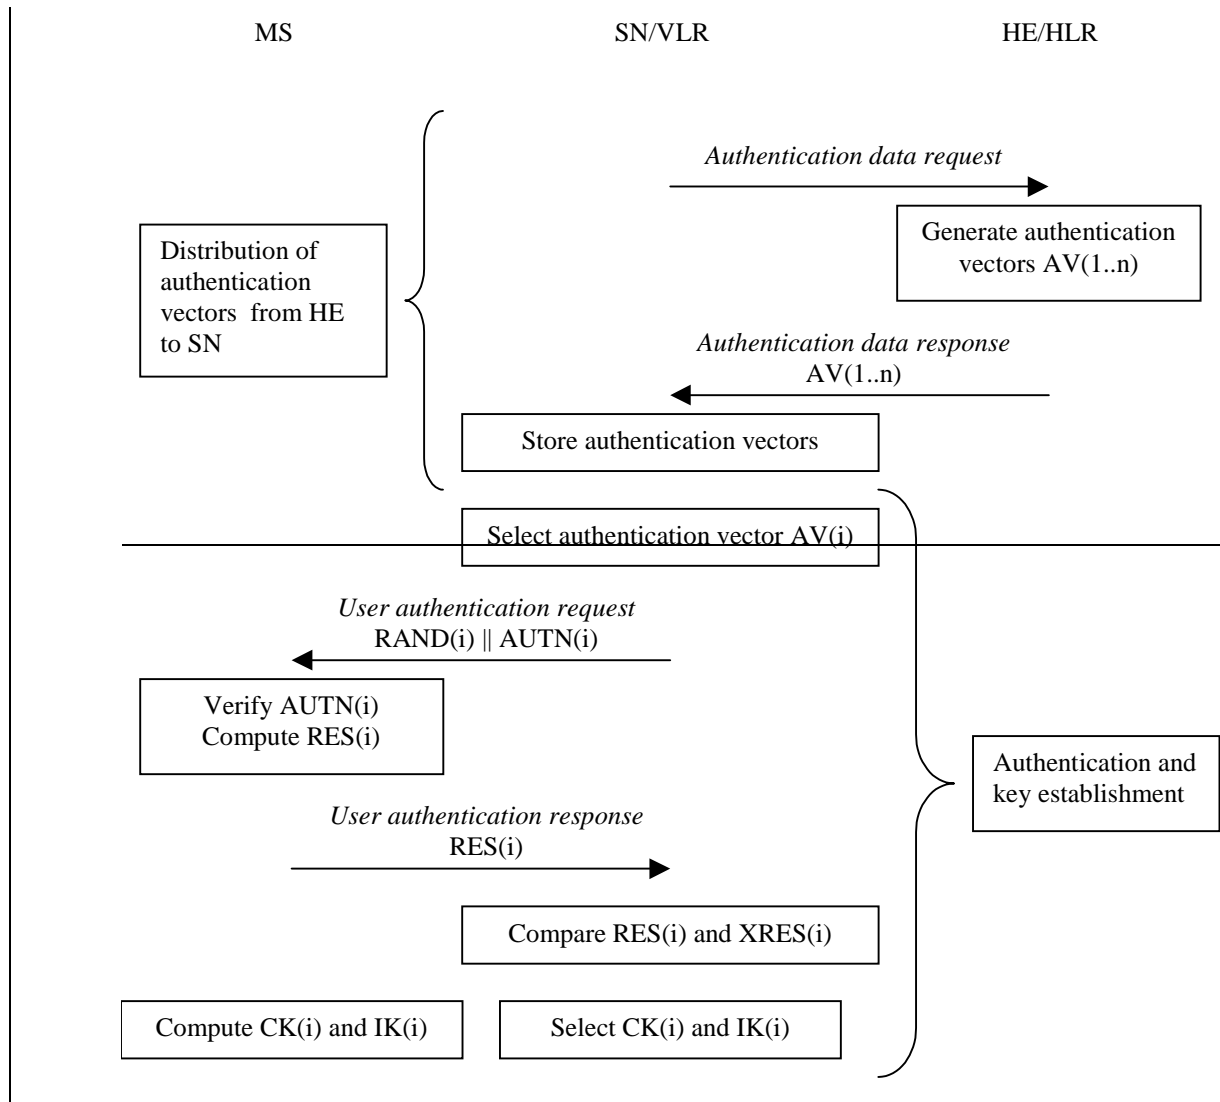 MS SN/VLR HE/HLR
Authentication data request
Generate authentication
vectors AV(1..n)
Distribution of
authentication
vectors from HE
to SN
Authentication data response
AV(1..n)
Store authentication vectors
Select authentication vector AV(i)
User authentication request
RAND(i) || AUTN(i)
Verify AUTN(i)
Compute RES(i)
Authentication and
key establishment
User authentication response
RES(i)
Compare RES(i) and XRES(i)
Compute CK(i) and IK(i)
Select CK(i) and IK(i)